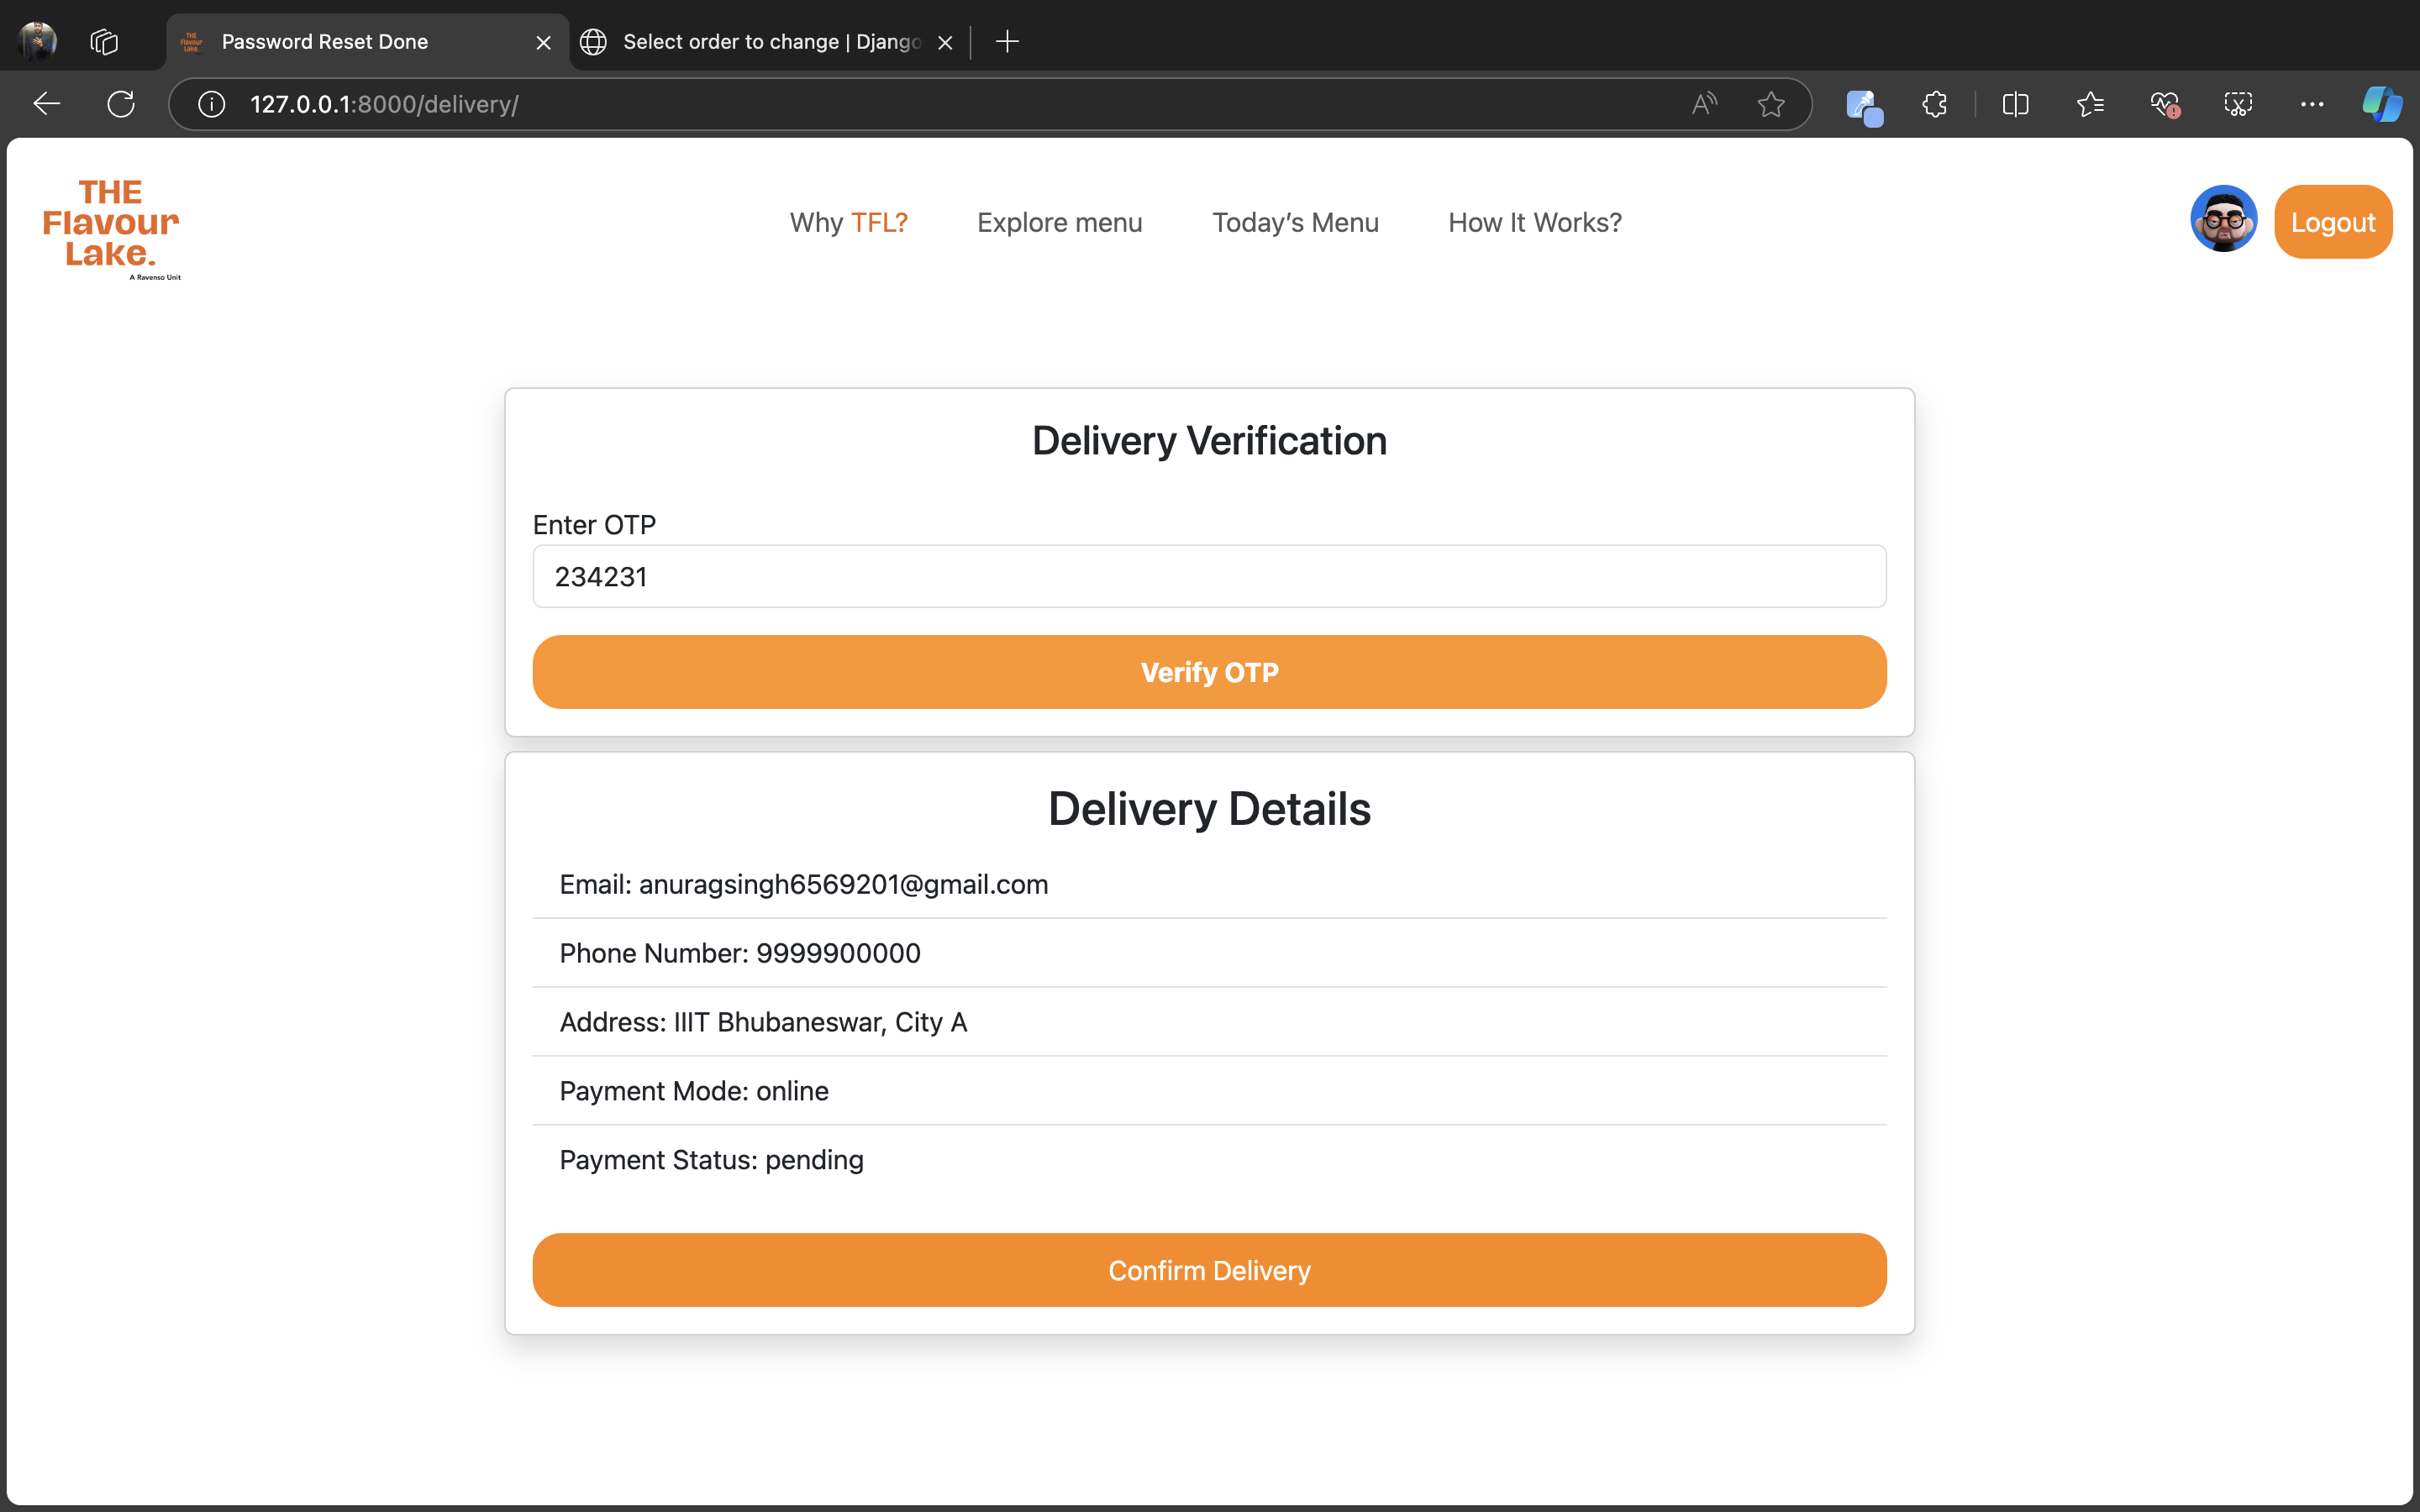 Password Reset Done
Select order to change | Django
127.0.0.1:8000/delivery/
THE
Flavour
Lake.
A Ravenso Unit
Why TFL?
Explore menu
Today’s Menu
How It Works?
Logout
Delivery Verification
Enter OTP
234231
Verify OTP
Delivery Details
Email: anuragsingh6569201@gmail.com
Phone Number: 9999900000
Address: IIIT Bhubaneswar, City A
Payment Mode: online
Payment Status: pending
Confirm Delivery